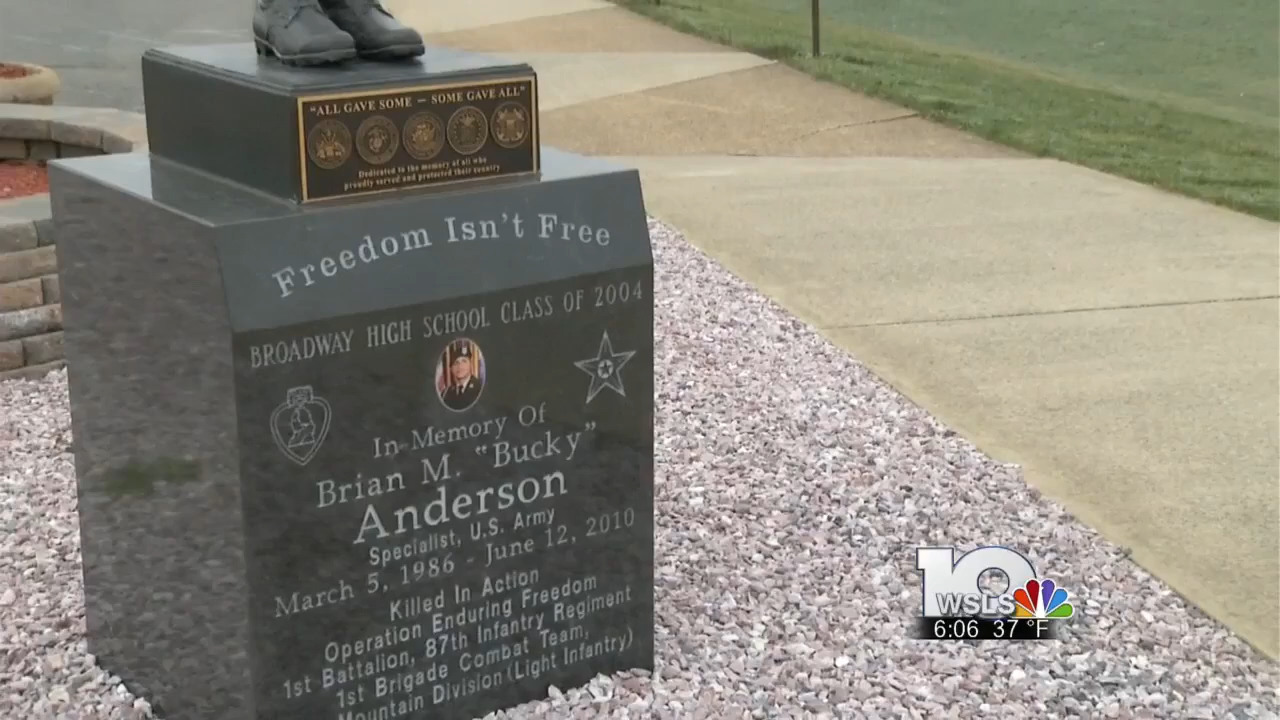 "ALL GAVE SOME — SOME GAVE ALL"
Dedicated to the memory of all who
proudly served and protected their country
Freedom Isn't Free
BROADWAY HIGH SCHOOL CLASS OF 2004
In Memory Of
Brian M. "Bucky"
Anderson
Specialist, U.S. Army
March 5, 1986 - June 12, 2010
Killed In Action
Operation Enduring Freedom
1st Battalion, 87th Infantry Regiment
1st Brigade Combat Team,
Mountain Division (Light Infantry)
10
WSLS
6:06 37 °F